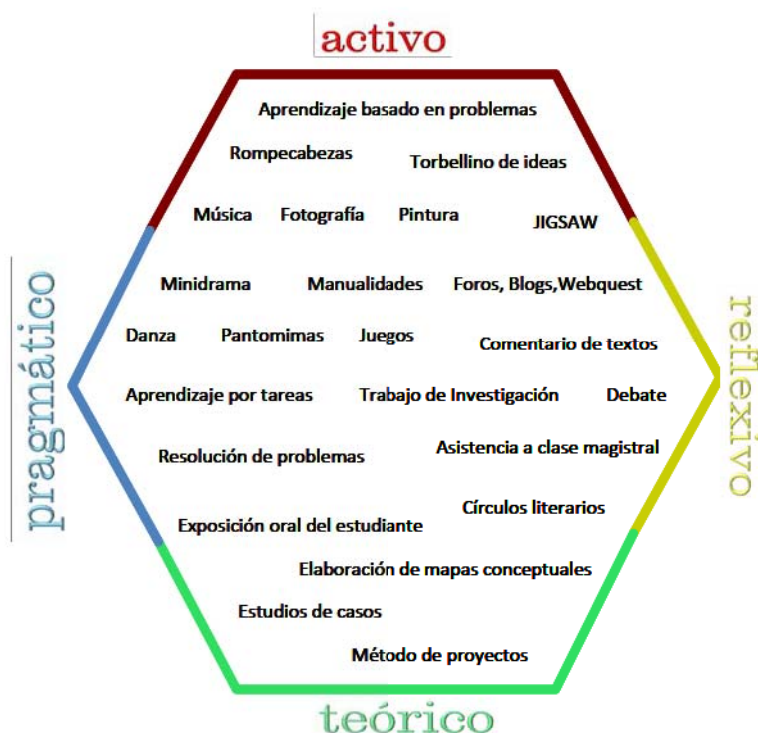 activo
Aprendizaje basado en problemas
Rompecabezas
Torbellino de ideas
Música Fotografía Pintura
JIGSAW
Minidrama Manualidades Foros, Blogs,Webquest
Danza Pantomimas Juegos
Comentario de textos
Aprendizaje por tareas Trabajo de Investigación Debate
Resolución de problemas
Asistencia a clase magistral
Círculos literarios
Exposición oral del estudiante
Elaboración de mapas conceptuales
Estudios de casos
Método de proyectos
pragmático
reflexivo
teórico